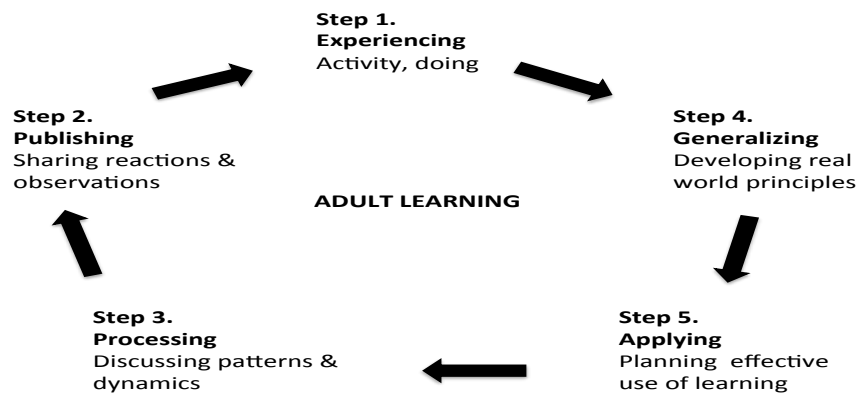 Step 1.
Experiencing
Activity, doing
Step 2.
Publishing
Sharing reactions &
observations
Step 4.
Generalizing
Developing real
world principles
ADULT LEARNING
Step 3.
Processing
Discussing patterns &
dynamics
Step 5.
Applying
Planning effective
use of learning